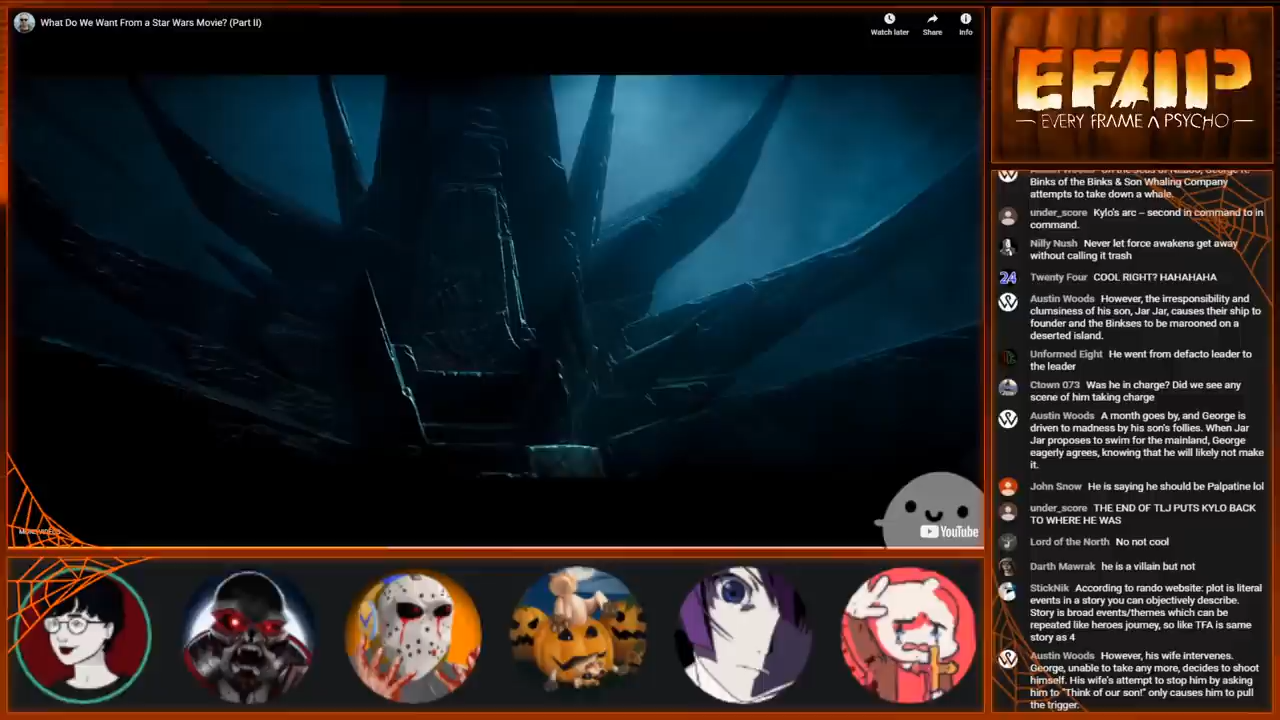 What Do We Want From a Star Wars Movie? (Part II)
Watch later
Share
Info
YouTube
EFAP
EVERY FRAME A PSYCHO
Binks of the Binks & Son Whaling Company
attempts to take down a whale.
under_score Kylo's arc – second in command to in
command.
Nilly Nush Never let force awakens get away
without calling it trash
24 Twenty Four COOL RIGHT? HAHAHAHA
Austin Woods However, the irresponsibility and
clumsiness of his son, Jar Jar, causes their ship to
founder and the Binkses to be marooned on a
deserted island.
Unformed Eight He went from defacto leader to
the leader
Ctown 073 Was he in charge? Did we see any
scene of him taking charge
Austin Woods A month goes by, and George is
driven to madness by his son's follies. When Jar
Jar proposes to swim for the mainland, George
eagerly agrees, knowing that he will likely not make
it.
John Snow He is saying he should be Palpatine lol
under_score THE END OF TLJ PUTS KYLO BACK
TO WHERE HE WAS
Lord of the North No not cool
Darth Mawrak he is a villain but not
StickNik According to rando website: plot is literal
events in a story you can objectively describe.
Story is broad events/themes which can be
repeated like heroes journey, so like TFA is same
story as 4
Austin Woods However, his wife intervenes.
George, unable to take any more, decides to shoot
himself. His wife's attempt to stop him by asking
him to "Think of our son!" only causes him to pull
the trigger.